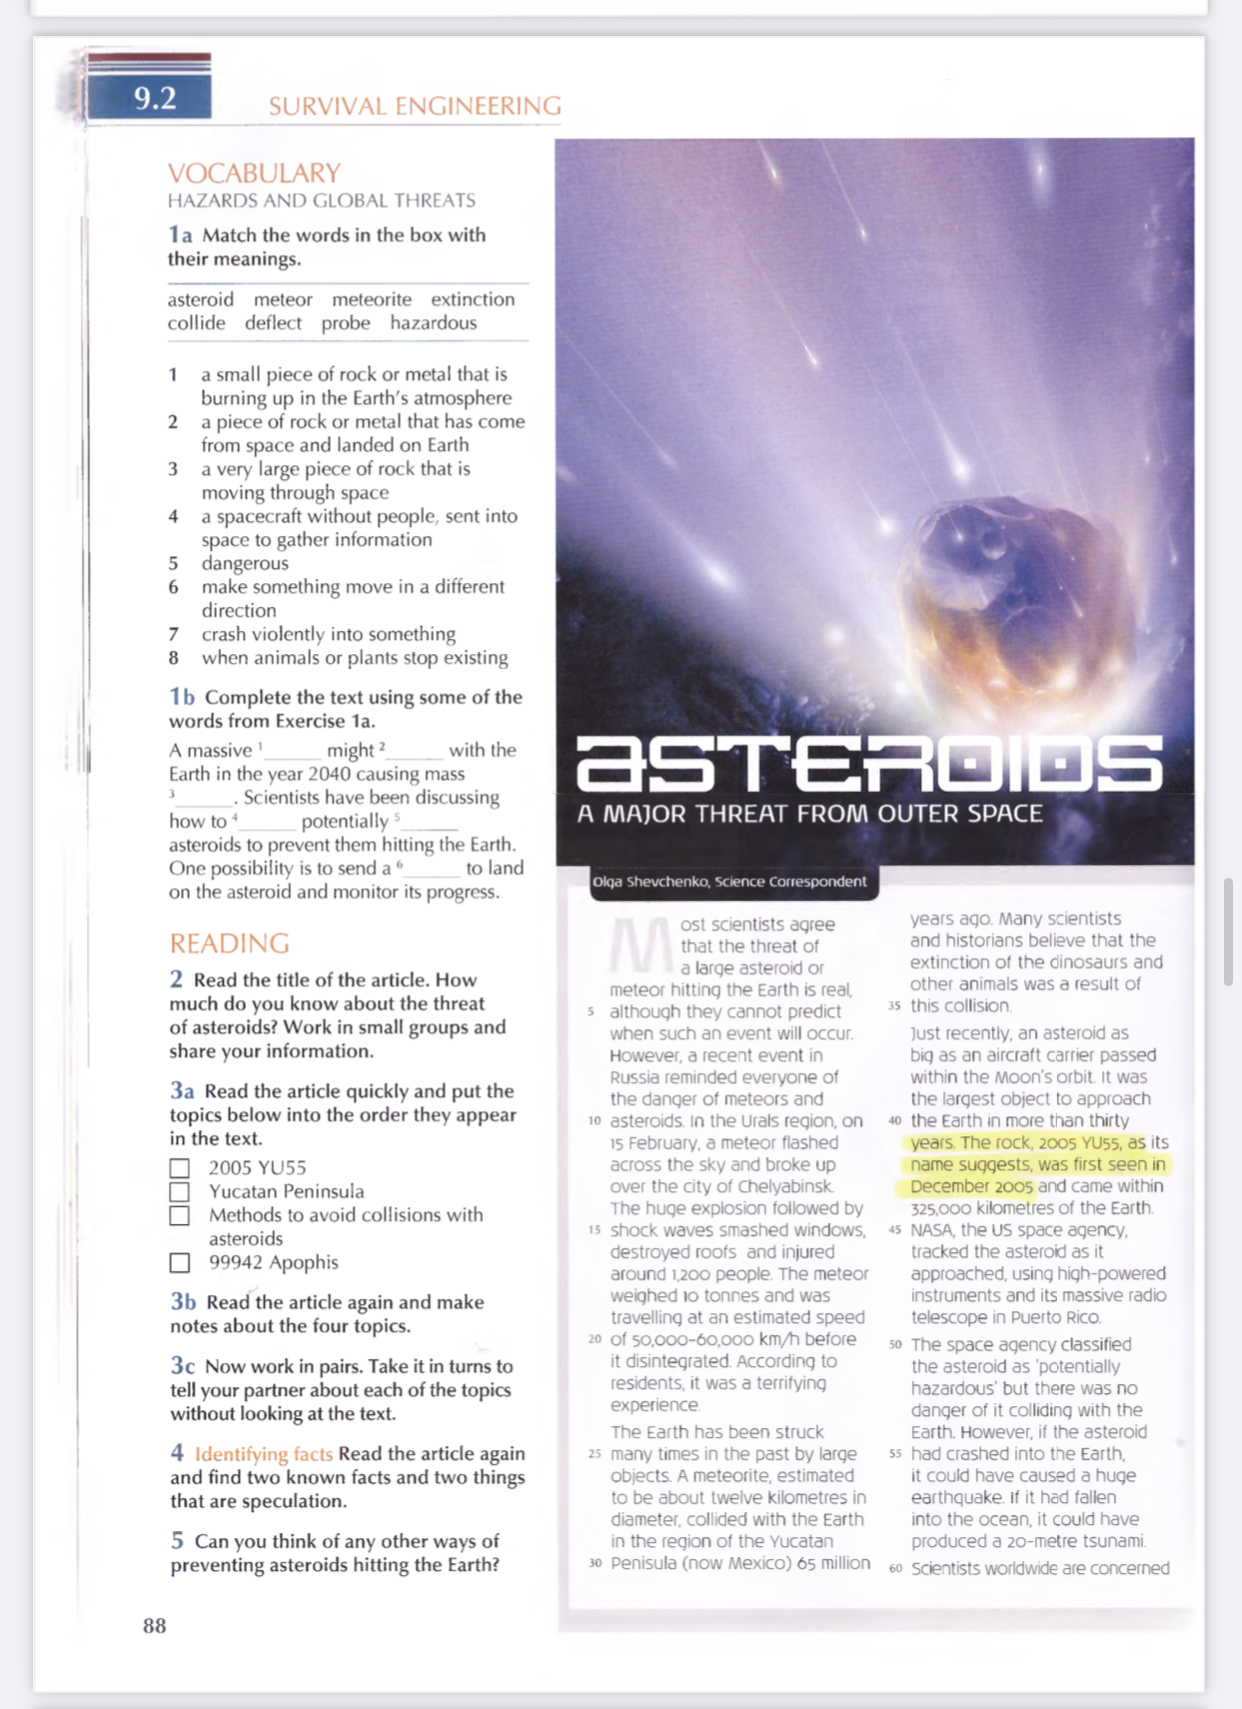 9.2
SURVIVAL ENGINEERING
VOCABULARY
HAZARDS AND GLOBAL THREATS
1a Match the words in the box with
their meanings.
asteroid meteor meteorite extinction
collide deflect probe hazardous
1 a small piece of rock or metal that is
burning up in the Earth's atmosphere
2 a piece of rock or metal that has come
from space and landed on Earth
3 a very large piece of rock that is
moving through space
4 a spacecraft without people, sent into
space to gather information
5 dangerous
6 make something move in a different
direction
7 crash violently into something
8 when animals or plants stop existing
1b Complete the text using some of the
words from Exercise 1a.
A massive 1______ might 2______ with the
Earth in the year 2040 causing mass
3______. Scientists have been discussing
how to 4______ potentially 5______
asteroids to prevent them hitting the Earth.
One possibility is to send a 6______ to land
on the asteroid and monitor its progress.
READING
2 Read the title of the article. How
much do you know about the threat
of asteroids? Work in small groups and
share your information.
3a Read the article quickly and put the
topics below into the order they appear
in the text.
2005 YU55
Yucatan Peninsula
Methods to avoid collisions with
asteroids
99942 Apophis
3b Read the article again and make
notes about the four topics.
3c Now work in pairs. Take it in turns to
tell your partner about each of the topics
without looking at the text.
4 Identifying facts Read the article again
and find two known facts and two things
that are speculation.
5 Can you think of any other ways of
preventing asteroids hitting the Earth?
88
ASTEROIDS
A MAJOR THREAT FROM OUTER SPACE
Olga Shevchenko, Science Correspondent
Most scientists agree
that the threat of
a large asteroid or
meteor hitting the Earth is real,
5 although they cannot predict
when such an event will occur.
However, a recent event in
Russia reminded everyone of
the danger of meteors and
10 asteroids. In the Urals region, on
15 February, a meteor flashed
across the sky and broke up
over the city of Chelyabinsk.
The huge explosion followed by
15 shock waves smashed windows,
destroyed roofs and injured
around 1,200 people. The meteor
weighed 10 tonnes and was
travelling at an estimated speed
20 of 50,000-60,000 km/h before
it disintegrated. According to
residents, it was a terrifying
experience.
The Earth has been struck
25 many times in the past by large
objects. A meteorite, estimated
to be about twelve kilometres in
diameter, collided with the Earth
in the region of the Yucatan
30 Penisula (now Mexico) 65 million
years ago. Many scientists
and historians believe that the
extinction of the dinosaurs and
other animals was a result of
35 this collision.
Just recently, an asteroid as
big as an aircraft carrier passed
within the Moon's orbit. It was
the largest object to approach
40 the Earth in more than thirty
years. The rock, 2005 YU55, as its
name suggests, was first seen in
December 2005 and came within
325,000 kilometres of the Earth.
45 NASA, the US space agency,
tracked the asteroid as it
approached, using high-powered
instruments and its massive radio
telescope in Puerto Rico.
50 The space agency classified
the asteroid as 'potentially
hazardous' but there was no
danger of it colliding with the
Earth. However, if the asteroid
55 had crashed into the Earth,
it could have caused a huge
earthquake. If it had fallen
into the ocean, it could have
produced a 20-metre tsunami.
60 Scientists worldwide are concerned